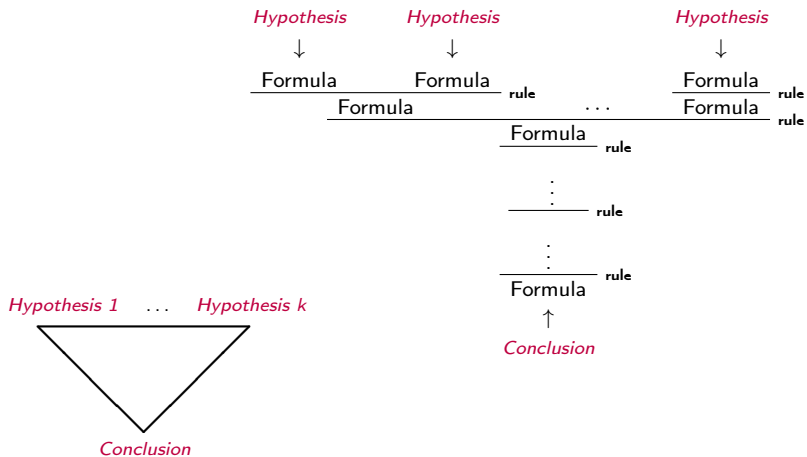 Hypothesis Hypothesis Hypothesis
↓ ↓ ↓
Formula Formula Formula
rule rule
Formula ... Formula
rule
Formula
rule
⋮
rule
⋮
rule
Formula
↑
Conclusion
Hypothesis 1 ... Hypothesis k
Conclusion